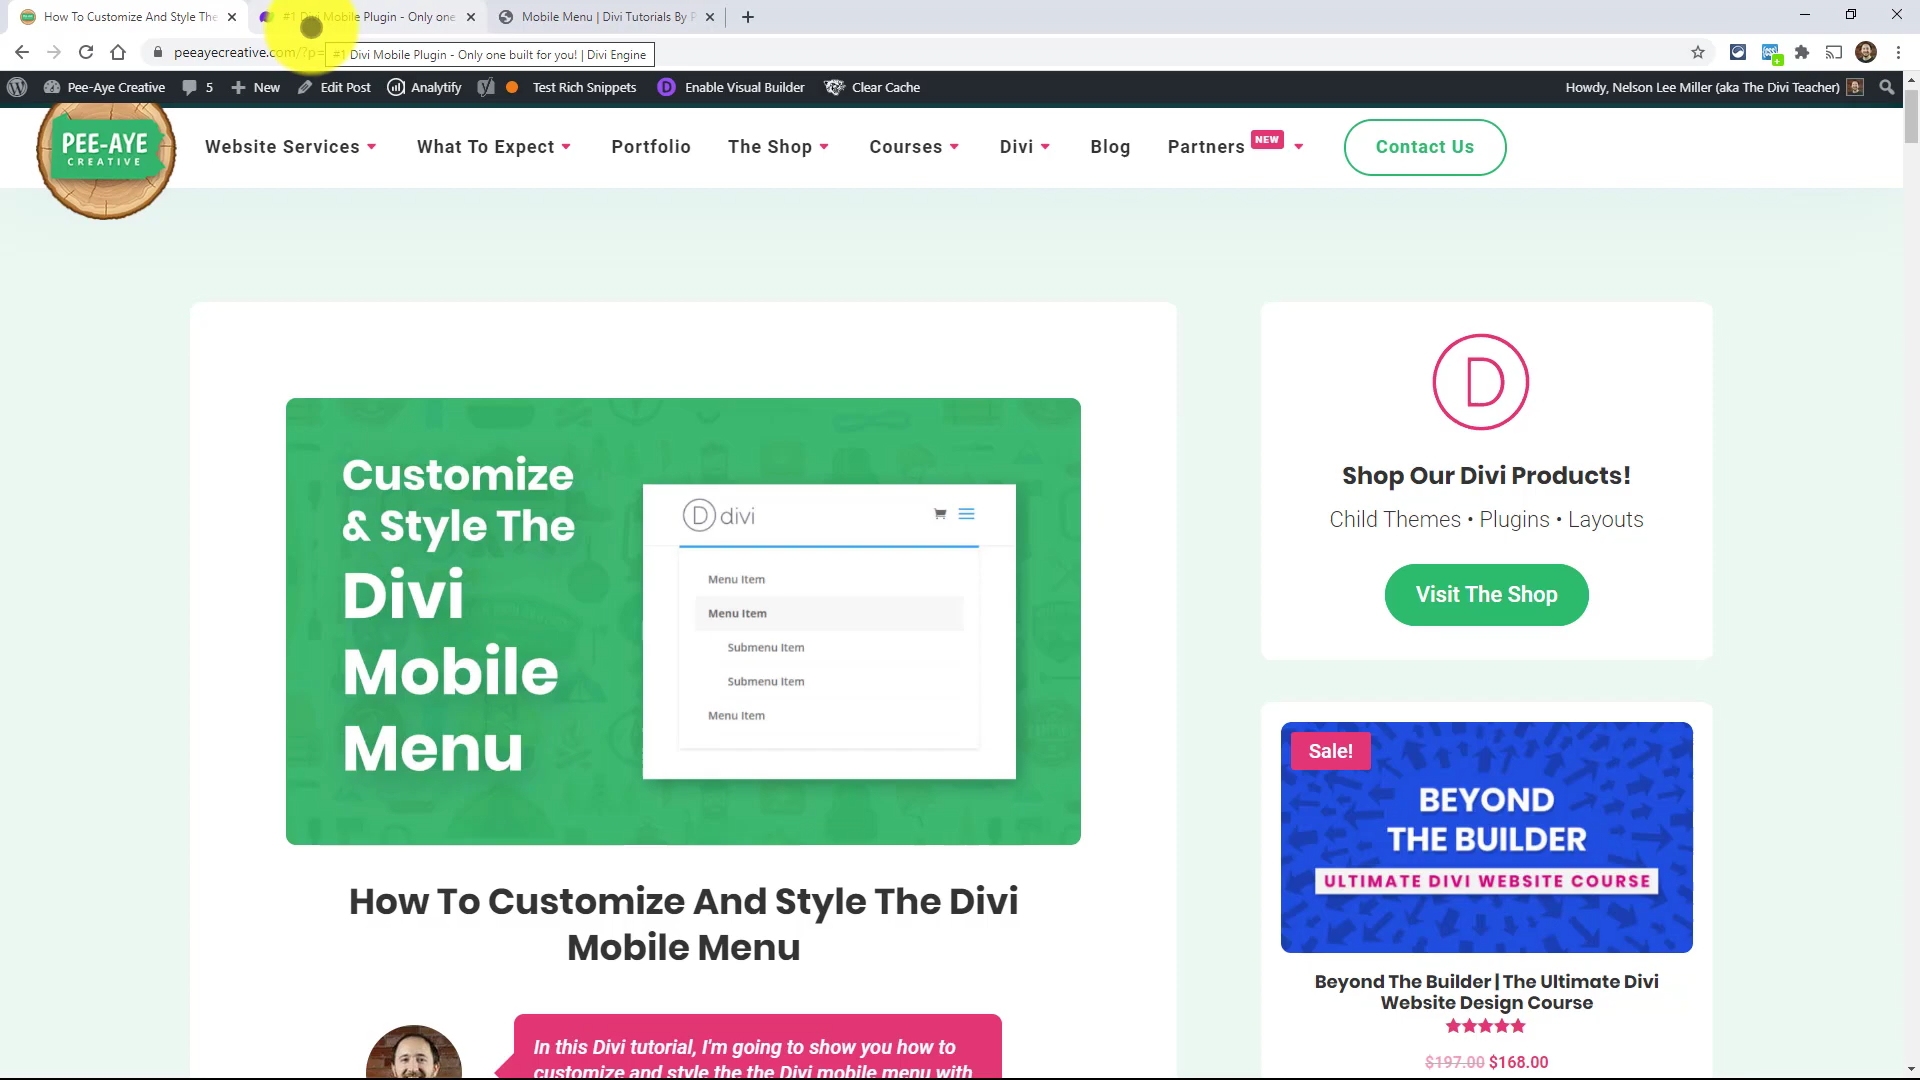 How To Customize And Style The
#1 Divi Mobile Plugin - Only one
Mobile Menu | Divi Tutorials By P
peeayecreative.com/?p=
#1 Divi Mobile Plugin - Only one built for you! | Divi Engine
Pee-Aye Creative
5
New
Edit Post
Analytify
Test Rich Snippets
Enable Visual Builder
Clear Cache
Howdy, Nelson Lee Miller (aka The Divi Teacher)
PEE-AYE
CREATIVE
Website Services
What To Expect
Portfolio
The Shop
Courses
Divi
Blog
Partners
NEW
Contact Us
Customize
& Style The
Divi
Mobile
Menu
D divi
Menu Item
Menu Item
Submenu Item
Submenu Item
Menu Item
How To Customize And Style The Divi
Mobile Menu
In this Divi tutorial, I'm going to show you how to
customize and style the the Divi mobile menu with
D
Shop Our Divi Products!
Child Themes • Plugins • Layouts
Visit The Shop
Sale!
BEYOND
THE BUILDER
ULTIMATE DIVI WEBSITE COURSE
Beyond The Builder | The Ultimate Divi
Website Design Course
$197.00 $168.00